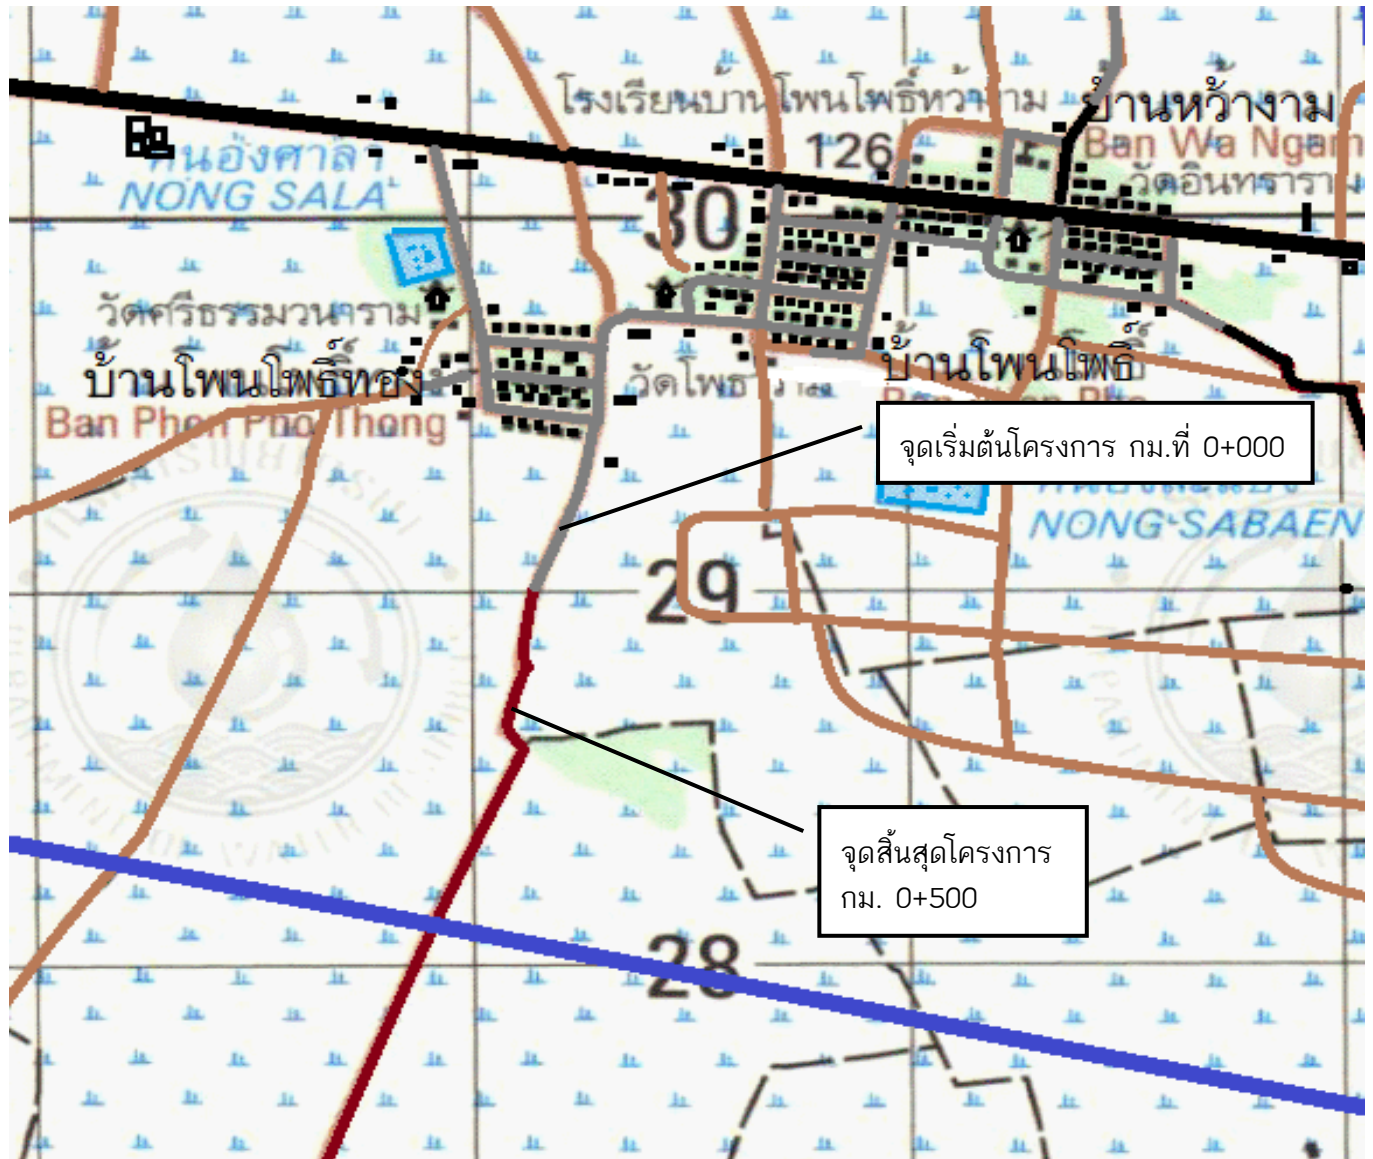 โรงเรียนบ้านโพนโพธิ์หว้างาม
บ้านหว้างาม
126
Ban Wa Ngam
หนองศาลา
วัดอินทราราม
NONG SALA
30
วัดศรีธรรมวนาราม
บ้านโพนโพธิ์ทอง
วัดโพธิ
บ้านโพนโพธิ์
Ban Phon Pho Thong
Pho
จุดเริ่มต้นโครงการ กม.ที่ 0+000
NONG SABAEN
29
จุดสิ้นสุดโครงการ
กม. 0+500
28